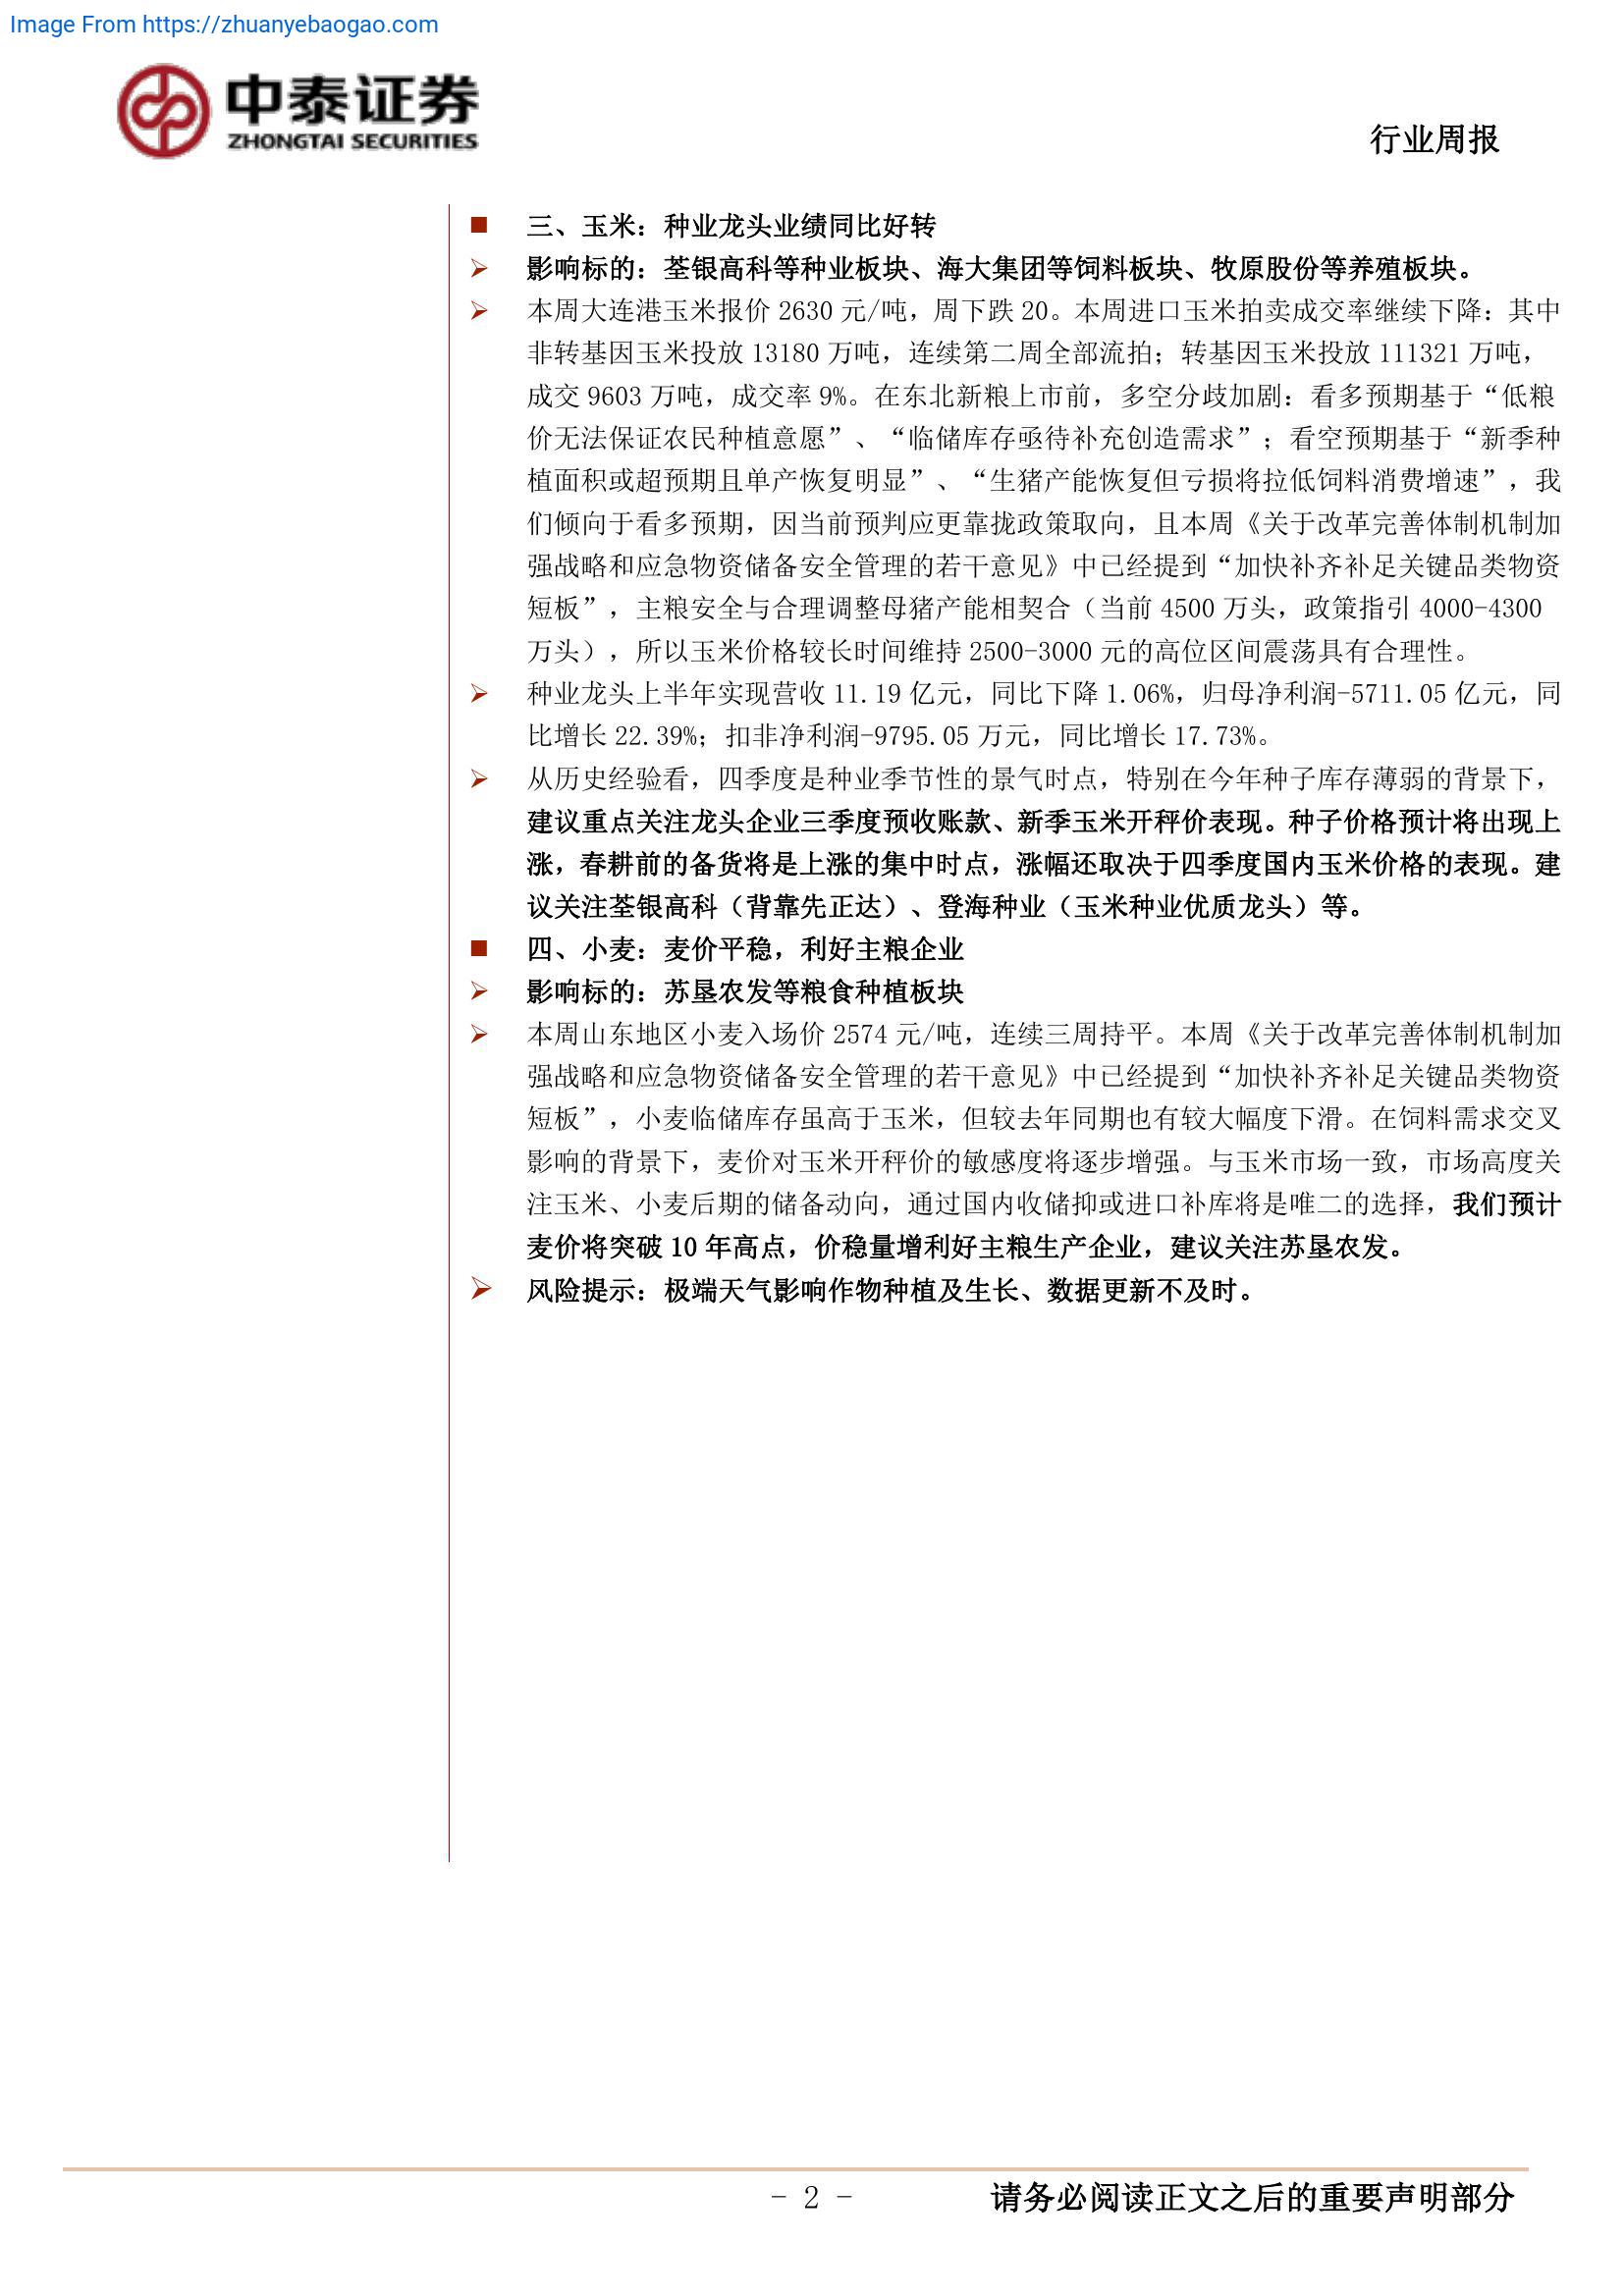 Image From https://zhuanyebaogao.com
中泰证券
ZHONGTAI SECURITIES
行业周报
■ 三、玉米：种业龙头业绩同比好转
➢ 影响标的：荃银高科等种业板块、海大集团等饲料板块、牧原股份等养殖板块。
➢ 本周大连港玉米报价 2630 元/吨，周下跌 20。本周进口玉米拍卖成交率继续下降：其中
非转基因玉米投放 13180 万吨，连续第二周全部流拍；转基因玉米投放 111321 万吨，
成交 9603 万吨，成交率 9%。在东北新粮上市前，多空分歧加剧：看多预期基于“低粮
价无法保证农民种植意愿”、“临储库存亟待补充创造需求”；看空预期基于“新季种
植面积或超预期且单产恢复明显”、“生猪产能恢复但亏损将拉低饲料消费增速”，我
们倾向于看多预期，因当前预判应更靠拢政策取向，且本周《关于改革完善体制机制加
强战略和应急物资储备安全管理的若干意见》中已经提到“加快补齐补足关键品类物资
短板”，主粮安全与合理调整母猪产能相契合（当前 4500 万头，政策指引 4000-4300
万头），所以玉米价格较长时间维持 2500-3000 元的高位区间震荡具有合理性。
➢ 种业龙头上半年实现营收 11.19 亿元，同比下降 1.06%，归母净利润-5711.05 亿元，同
比增长 22.39%；扣非净利润-9795.05 万元，同比增长 17.73%。
➢ 从历史经验看，四季度是种业季节性的景气时点，特别在今年种子库存薄弱的背景下，
建议重点关注龙头企业三季度预收账款、新季玉米开秤价表现。种子价格预计将出现上
涨，春耕前的备货将是上涨的集中时点，涨幅还取决于四季度国内玉米价格的表现。建
议关注荃银高科（背靠先正达）、登海种业（玉米种业优质龙头）等。
■ 四、小麦：麦价平稳，利好主粮企业
➢ 影响标的：苏垦农发等粮食种植板块
➢ 本周山东地区小麦入场价 2574 元/吨，连续三周持平。本周《关于改革完善体制机制加
强战略和应急物资储备安全管理的若干意见》中已经提到“加快补齐补足关键品类物资
短板”，小麦临储库存虽高于玉米，但较去年同期也有较大幅度下滑。在饲料需求交叉
影响的背景下，麦价对玉米开秤价的敏感度将逐步增强。与玉米市场一致，市场高度关
注玉米、小麦后期的储备动向，通过国内收储抑或进口补库将是唯二的选择，我们预计
麦价将突破 10 年高点，价稳量增利好主粮生产企业，建议关注苏垦农发。
➢ 风险提示：极端天气影响作物种植及生长、数据更新不及时。
- 2 -
请务必阅读正文之后的重要声明部分